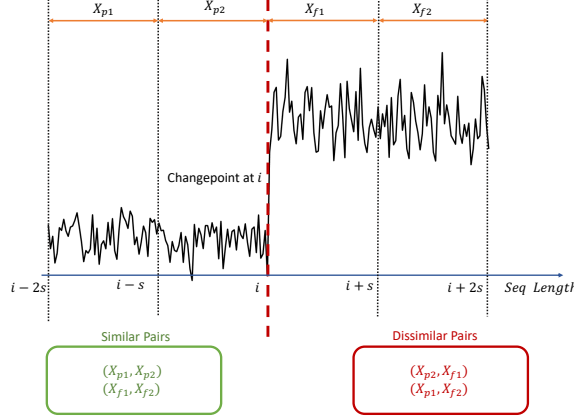 X_{p1} X_{p2} X_{f1} X_{f2}
Changepoint at i
i − 2s i − s i i + s i + 2s Seq Length
Similar Pairs
(X_{p1}, X_{p2})
(X_{f1}, X_{f2})
Dissimilar Pairs
(X_{p2}, X_{f1})
(X_{p1}, X_{f2})